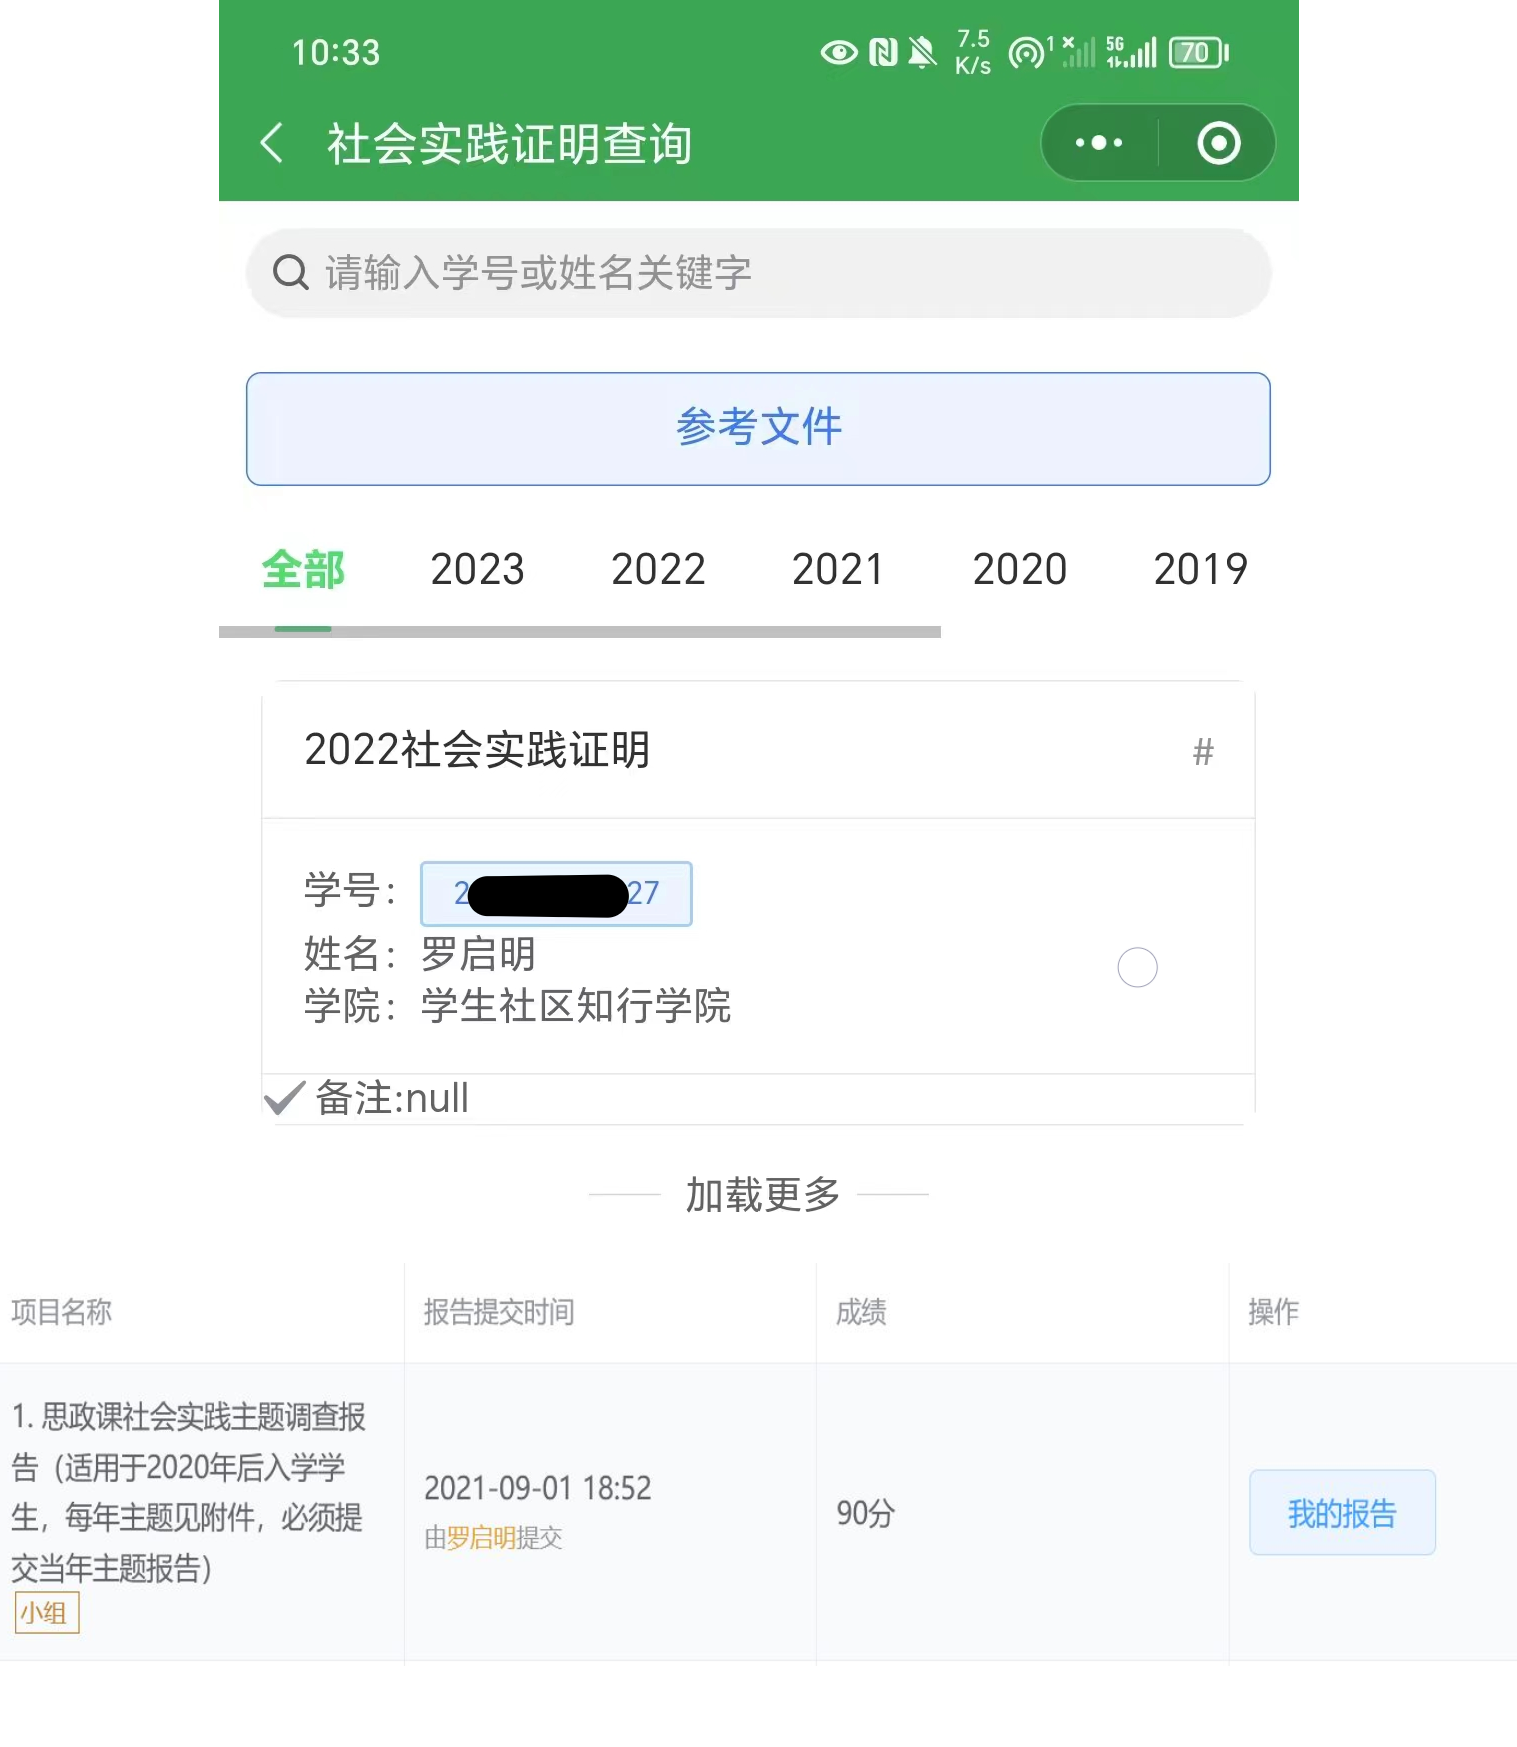 10:33
7.5
K/s
1
5G
70
社会实践证明查询
请输入学号或姓名关键字
参考文件
全部 2023 2022 2021 2020 2019
2022社会实践证明 #
学号： 2 27
姓名： 罗启明
学院： 学生社区知行学院
备注:null
加载更多
项目名称 报告提交时间 成绩 操作
1. 思政课社会实践主题调查报
告（适用于2020年后入学学
生，每年主题见附件，必须提
交当年主题报告）
小组
2021-09-01 18:52
由罗启明提交
90分
我的报告